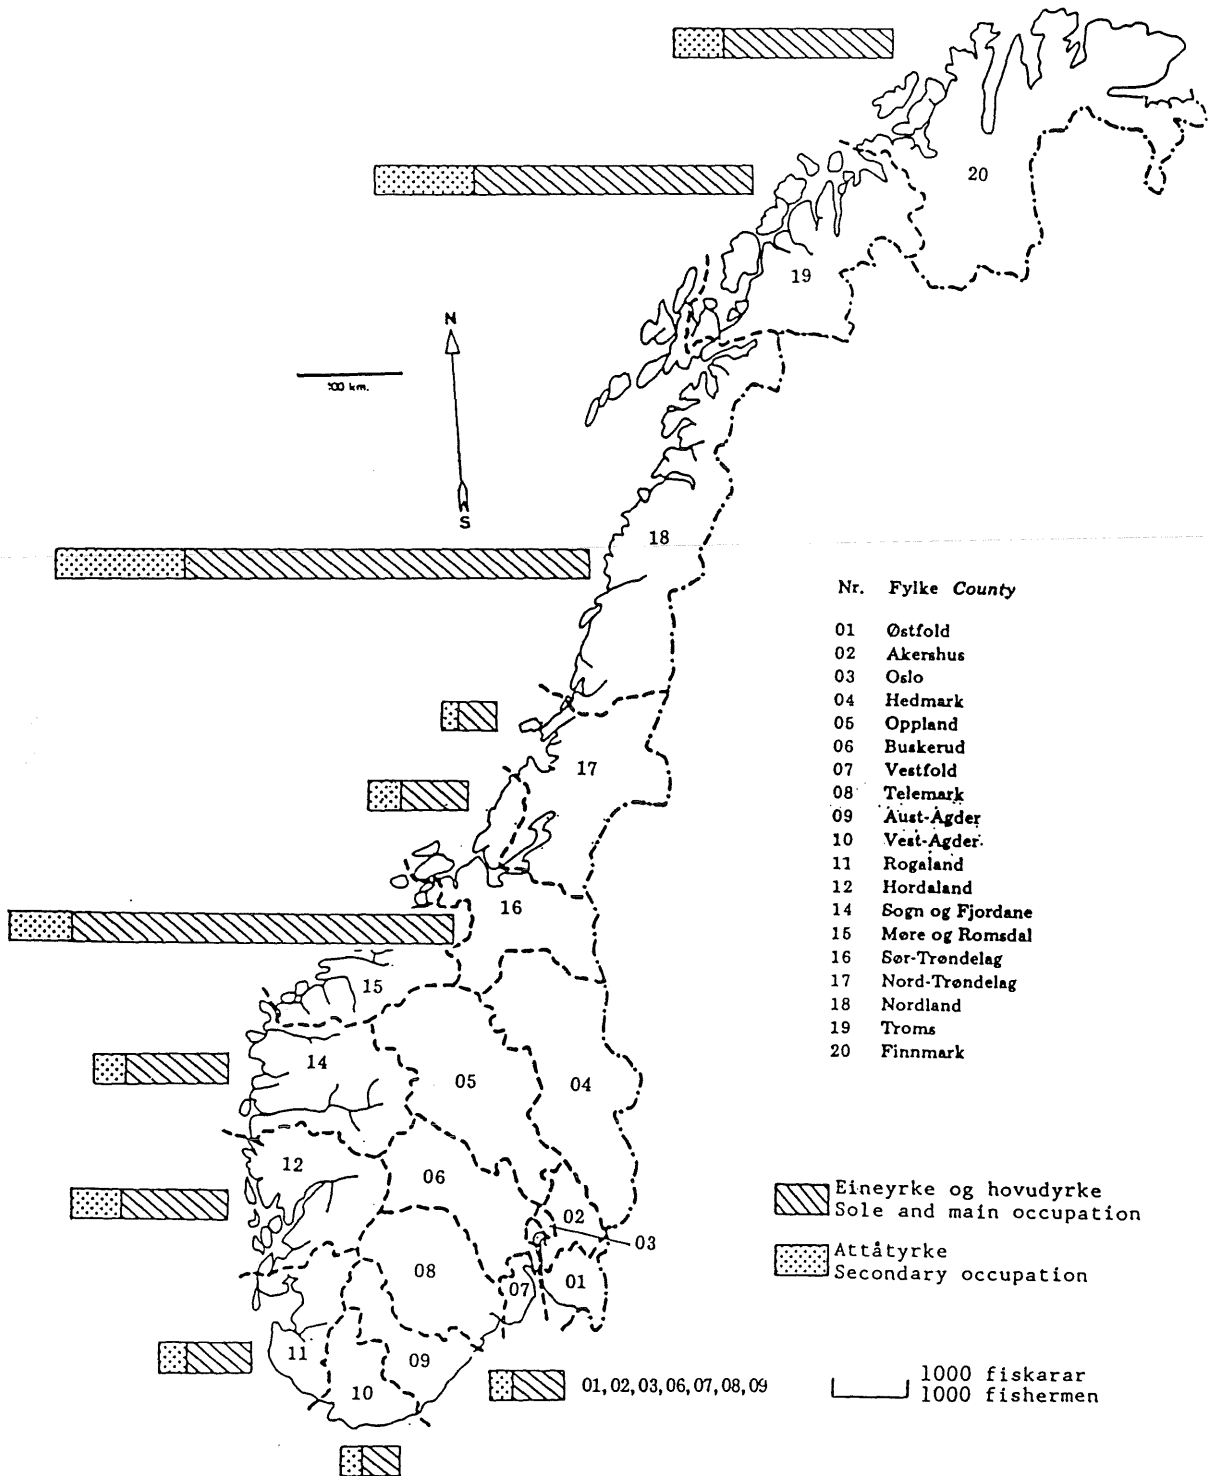 20
19
N
100 km.
S
18
Nr. Fylke County
01 Østfold
02 Akershus
03 Oslo
04 Hedmark
05 Oppland
06 Buskerud
07 Vestfold
08 Telemark
09 Aust-Agder
10 Vest-Agder
11 Rogaland
12 Hordaland
14 Sogn og Fjordane
15 Møre og Romsdal
16 Sør-Trøndelag
17 Nord-Trøndelag
18 Nordland
19 Troms
20 Finnmark
17
16
15
14
05
04
12
06
02
03
08
07
01
11
09
10
Eineyrke og hovudyrke
Sole and main occupation
Attåtyrke
Secondary occupation
01, 02, 03, 06, 07, 08, 09
1000 fiskarar
1000 fishermen